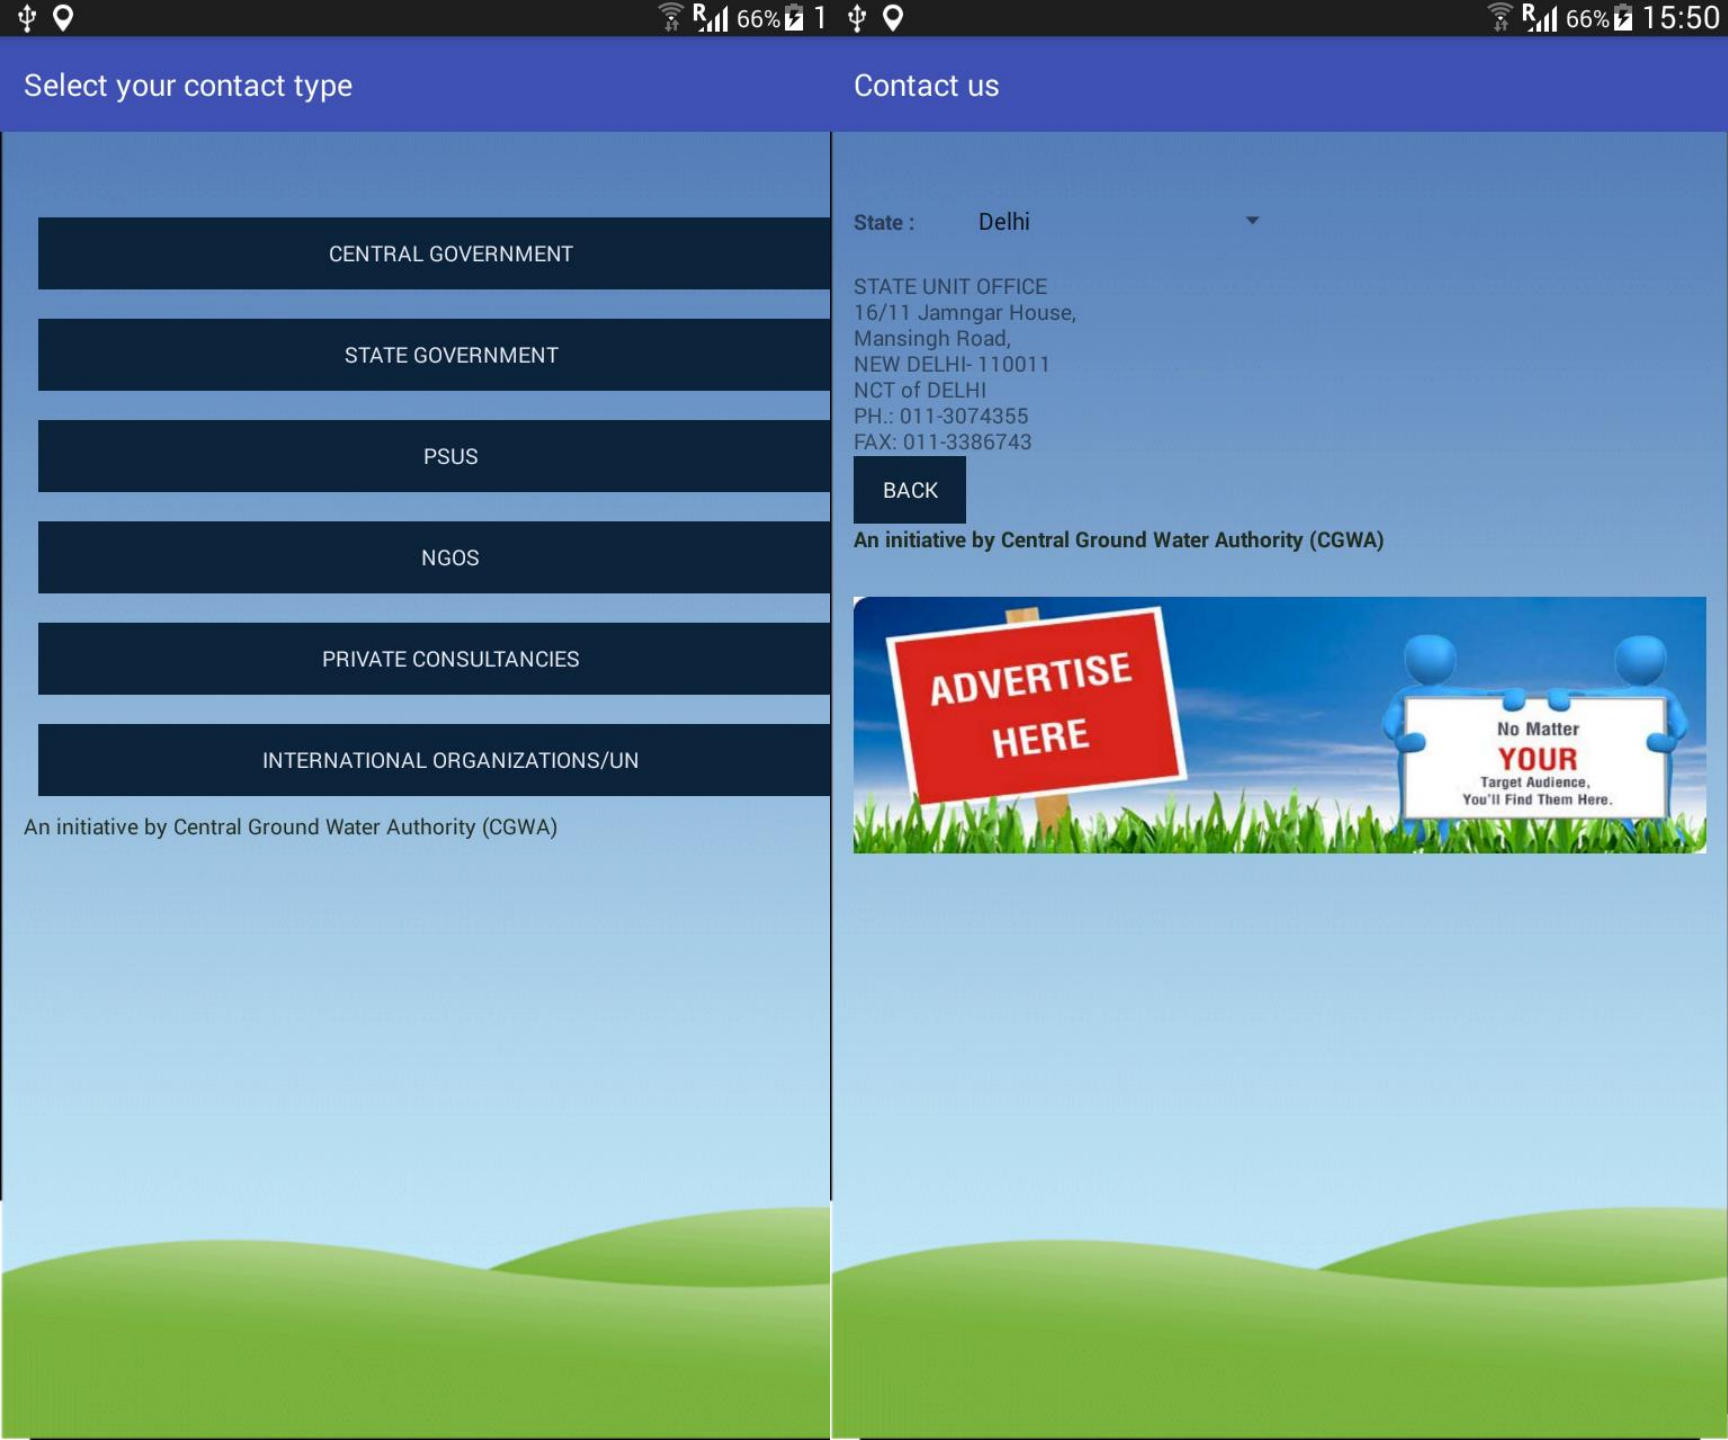 R 66% 1
Select your contact type
CENTRAL GOVERNMENT
STATE GOVERNMENT
PSUS
NGOS
PRIVATE CONSULTANCIES
INTERNATIONAL ORGANIZATIONS/UN
An initiative by Central Ground Water Authority (CGWA)
R 66% 15:50
Contact us
State : Delhi
STATE UNIT OFFICE
16/11 Jamngar House,
Mansingh Road,
NEW DELHI- 110011
NCT of DELHI
PH.: 011-3074355
FAX: 011-3386743
BACK
An initiative by Central Ground Water Authority (CGWA)
ADVERTISE
HERE
No Matter
YOUR
Target Audience,
You'll Find Them Here.